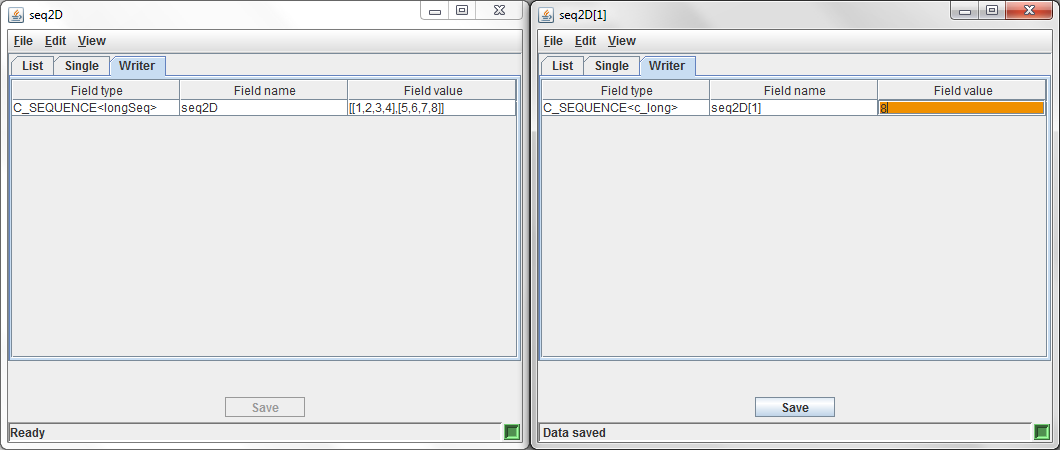 seq2D
File Edit View
List Single Writer
Field type Field name Field value
C_SEQUENCE<longSeq> seq2D [[1,2,3,4],[5,6,7,8]]
Save
Ready
seq2D[1]
File Edit View
List Single Writer
Field type Field name Field value
C_SEQUENCE<c_long> seq2D[1] 8
Save
Data saved